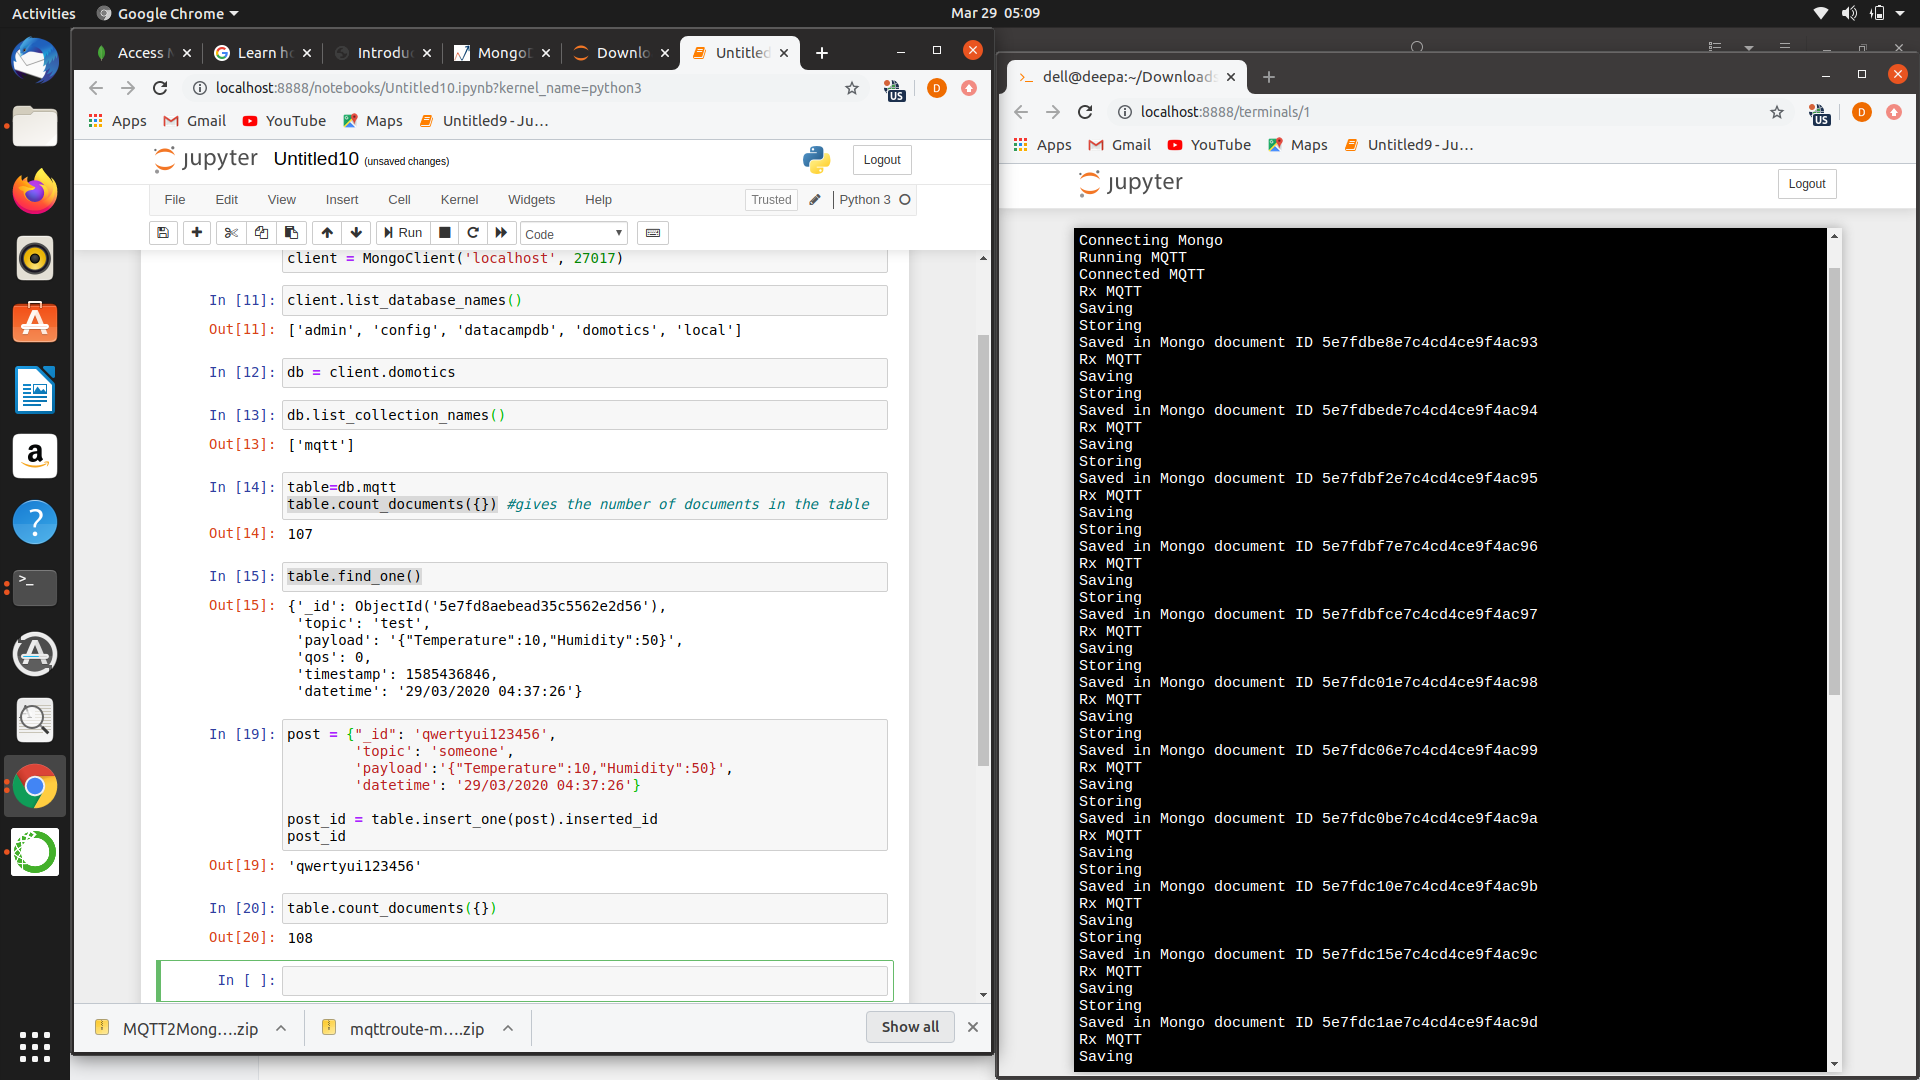 Activities
Google Chrome
Mar 29 05:09
Access
Learn h
Introdu
MongoD
Downlo
Untitled
localhost:8888/notebooks/Untitled10.ipynb?kernel_name=python3
US
D
Apps
Gmail
YouTube
Maps
Untitled9 - Ju…
jupyter
Untitled10 (unsaved changes)
Logout
File
Edit
View
Insert
Cell
Kernel
Widgets
Help
Trusted
Python 3
Run
Code
client = MongoClient('localhost', 27017)
In [11]: client.list_database_names()
Out[11]: ['admin', 'config', 'datacampdb', 'domotics', 'local']
In [12]: db = client.domotics
In [13]: db.list_collection_names()
Out[13]: ['mqtt']
In [14]: table=db.mqtt
table.count_documents({}) #gives the number of documents in the table
Out[14]: 107
In [15]: table.find_one()
Out[15]: {'_id': ObjectId('5e7fd8aebead35c5562e2d56'),
'topic': 'test',
'payload': '{"Temperature":10,"Humidity":50}',
'qos': 0,
'timestamp': 1585436846,
'datetime': '29/03/2020 04:37:26'}
In [19]: post = {"_id": 'qwertyui123456',
'topic': 'someone',
'payload':'{"Temperature":10,"Humidity":50}',
'datetime': '29/03/2020 04:37:26'}
post_id = table.insert_one(post).inserted_id
post_id
Out[19]: 'qwertyui123456'
In [20]: table.count_documents({})
Out[20]: 108
In [ ]:
MQTT2Mong….zip
mqttroute-m….zip
Show all
dell@deepa:~/Downloads
localhost:8888/terminals/1
US
D
Apps
Gmail
YouTube
Maps
Untitled9 - Ju…
jupyter
Logout
Connecting Mongo
Running MQTT
Connected MQTT
Rx MQTT
Saving
Storing
Saved in Mongo document ID 5e7fdbe8e7c4cd4ce9f4ac93
Rx MQTT
Saving
Storing
Saved in Mongo document ID 5e7fdbede7c4cd4ce9f4ac94
Rx MQTT
Saving
Storing
Saved in Mongo document ID 5e7fdbf2e7c4cd4ce9f4ac95
Rx MQTT
Saving
Storing
Saved in Mongo document ID 5e7fdbf7e7c4cd4ce9f4ac96
Rx MQTT
Saving
Storing
Saved in Mongo document ID 5e7fdbfce7c4cd4ce9f4ac97
Rx MQTT
Saving
Storing
Saved in Mongo document ID 5e7fdc01e7c4cd4ce9f4ac98
Rx MQTT
Saving
Storing
Saved in Mongo document ID 5e7fdc06e7c4cd4ce9f4ac99
Rx MQTT
Saving
Storing
Saved in Mongo document ID 5e7fdc0be7c4cd4ce9f4ac9a
Rx MQTT
Saving
Storing
Saved in Mongo document ID 5e7fdc10e7c4cd4ce9f4ac9b
Rx MQTT
Saving
Storing
Saved in Mongo document ID 5e7fdc15e7c4cd4ce9f4ac9c
Rx MQTT
Saving
Storing
Saved in Mongo document ID 5e7fdc1ae7c4cd4ce9f4ac9d
Rx MQTT
Saving